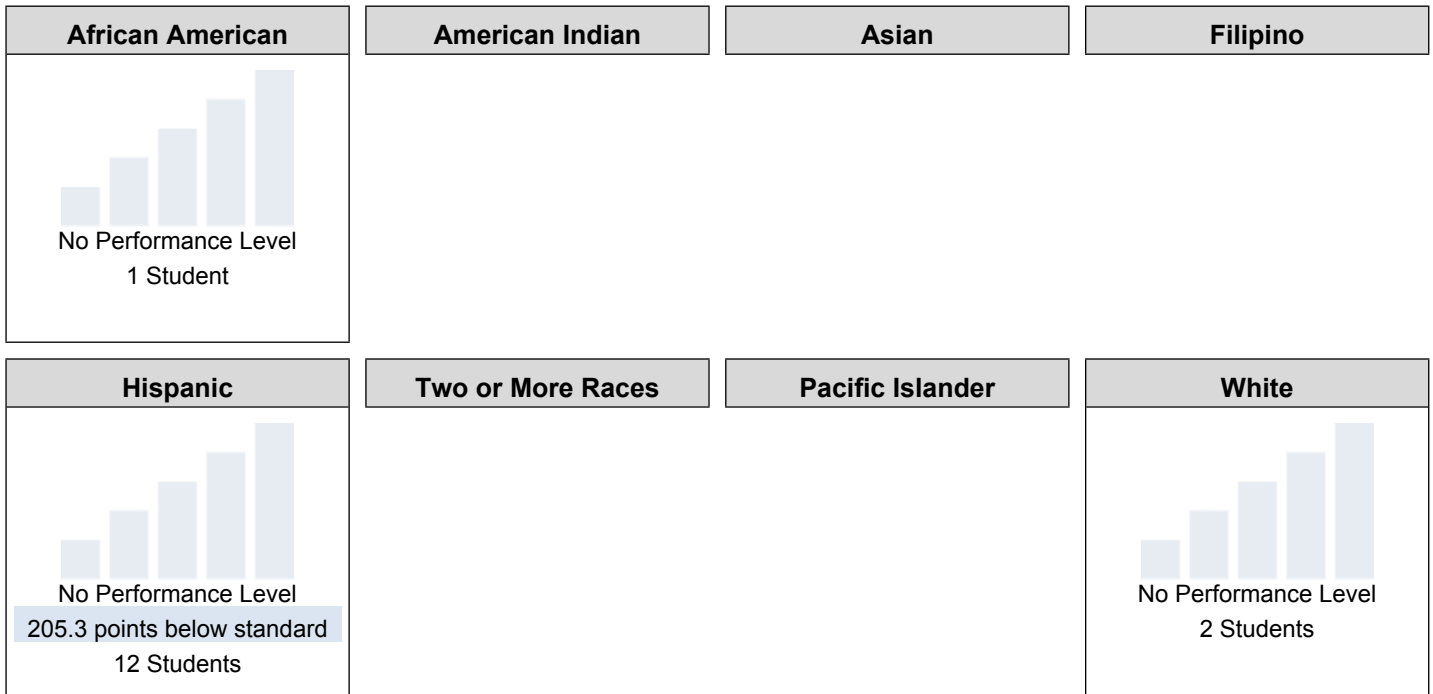 African American
American Indian
Asian
Filipino
No Performance Level
1 Student
Hispanic
Two or More Races
Pacific Islander
White
No Performance Level
205.3 points below standard
12 Students
No Performance Level
2 Students